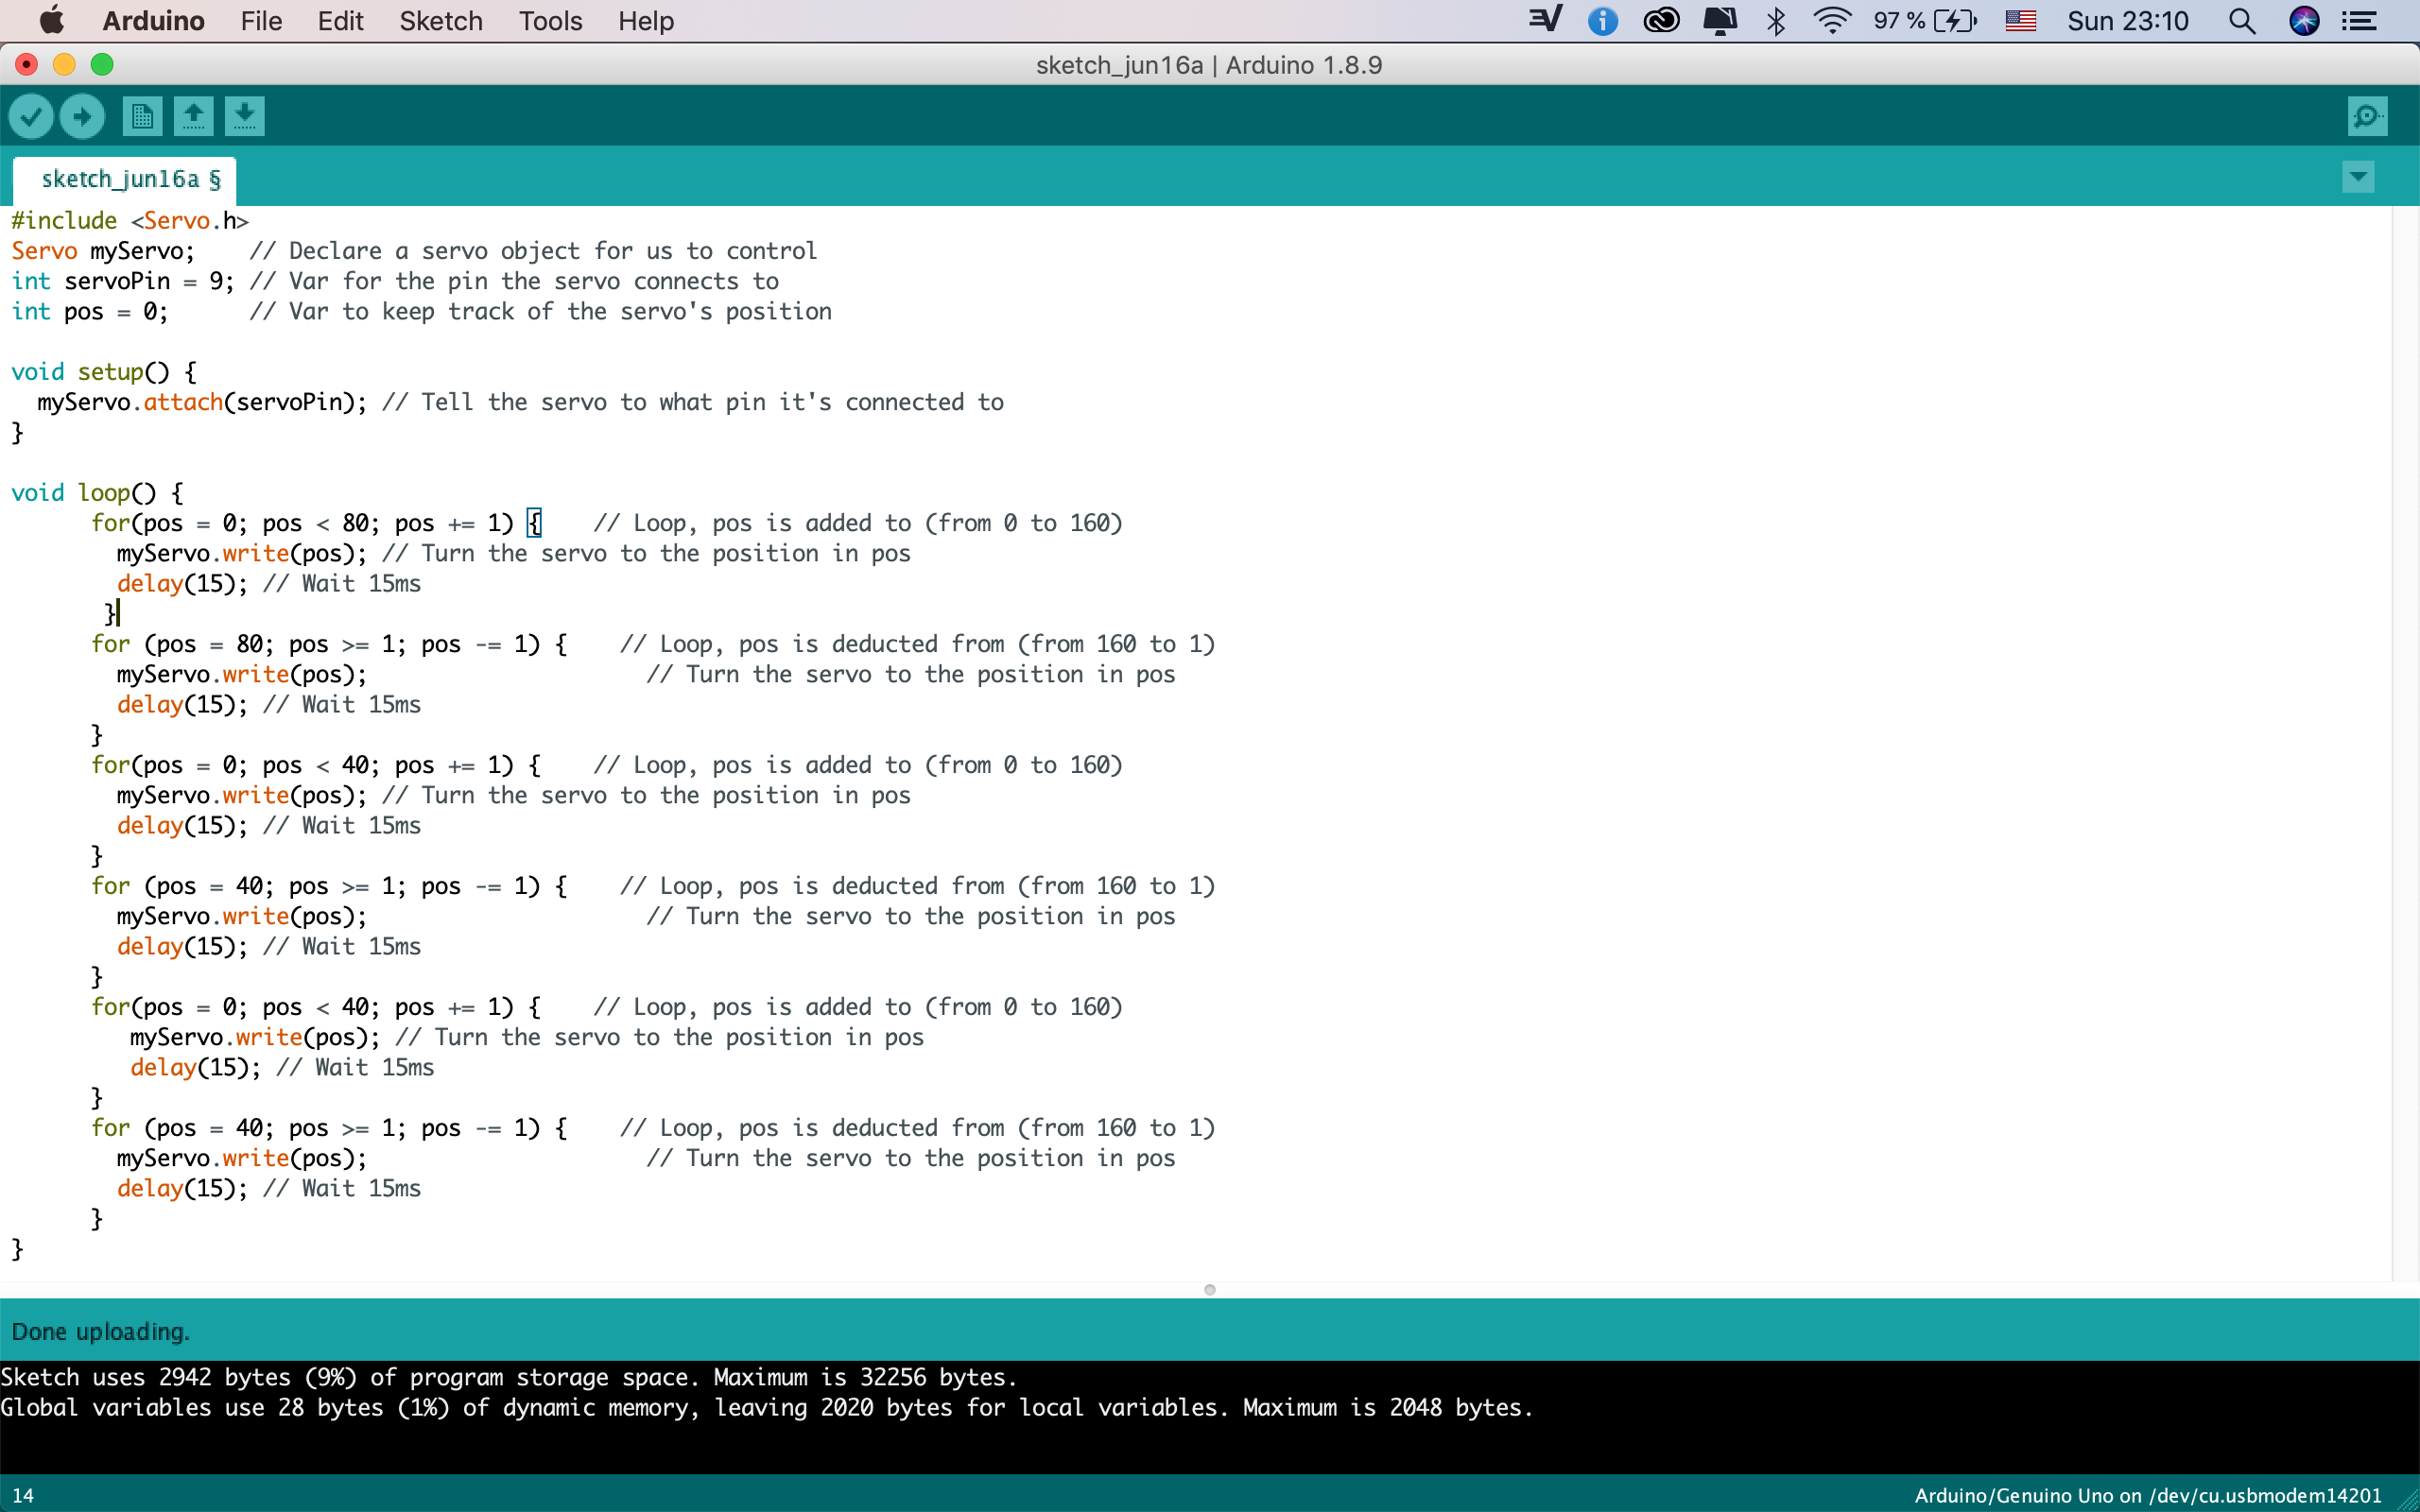 Arduino File Edit Sketch Tools Help 97 % Sun 23:10
sketch_jun16a | Arduino 1.8.9
sketch_jun16a §
#include <Servo.h>
Servo myServo;    // Declare a servo object for us to control
int servoPin = 9; // Var for the pin the servo connects to
int pos = 0;      // Var to keep track of the servo's position
void setup() {
  myServo.attach(servoPin); // Tell the servo to what pin it's connected to
}
void loop() {
      for(pos = 0; pos < 80; pos += 1) {    // Loop, pos is added to (from 0 to 160)
        myServo.write(pos); // Turn the servo to the position in pos
        delay(15); // Wait 15ms
       }
      for (pos = 80; pos >= 1; pos -= 1) {    // Loop, pos is deducted from (from 160 to 1)
        myServo.write(pos);                     // Turn the servo to the position in pos
        delay(15); // Wait 15ms
      }
      for(pos = 0; pos < 40; pos += 1) {    // Loop, pos is added to (from 0 to 160)
        myServo.write(pos); // Turn the servo to the position in pos
        delay(15); // Wait 15ms
      }
      for (pos = 40; pos >= 1; pos -= 1) {    // Loop, pos is deducted from (from 160 to 1)
        myServo.write(pos);                     // Turn the servo to the position in pos
        delay(15); // Wait 15ms
      }
      for(pos = 0; pos < 40; pos += 1) {    // Loop, pos is added to (from 0 to 160)
         myServo.write(pos); // Turn the servo to the position in pos
         delay(15); // Wait 15ms
      }
      for (pos = 40; pos >= 1; pos -= 1) {    // Loop, pos is deducted from (from 160 to 1)
        myServo.write(pos);                     // Turn the servo to the position in pos
        delay(15); // Wait 15ms
      }
}
Done uploading.
Sketch uses 2942 bytes (9%) of program storage space. Maximum is 32256 bytes.
Global variables use 28 bytes (1%) of dynamic memory, leaving 2020 bytes for local variables. Maximum is 2048 bytes.
14 Arduino/Genuino Uno on /dev/cu.usbmodem14201